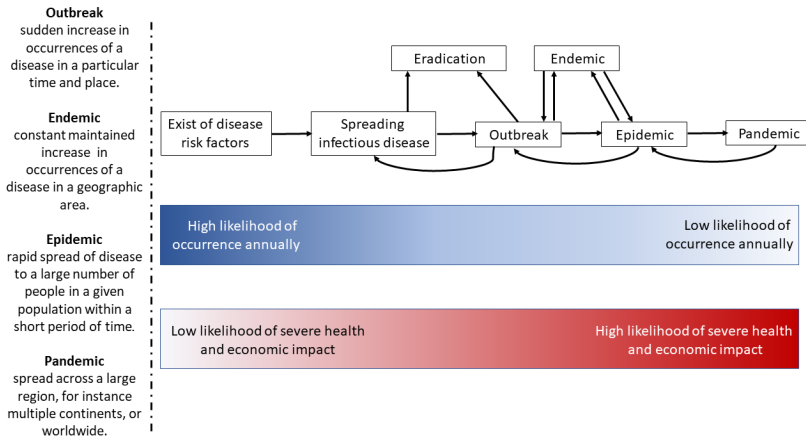 Outbreak
sudden increase in
occurrences of a
disease in a particular
time and place.
Endemic
constant maintained
increase in
occurrences of a
disease in a geographic
area.
Epidemic
rapid spread of disease
to a large number of
people in a given
population within a
short period of time.
Pandemic
spread across a large
region, for instance
multiple continents, or
worldwide.
Eradication
Endemic
Exist of disease
risk factors
Spreading
infectious disease
Outbreak
Epidemic
Pandemic
High likelihood of
occurrence annually
Low likelihood of
occurrence annually
Low likelihood of severe health
and economic impact
High likelihood of severe health
and economic impact